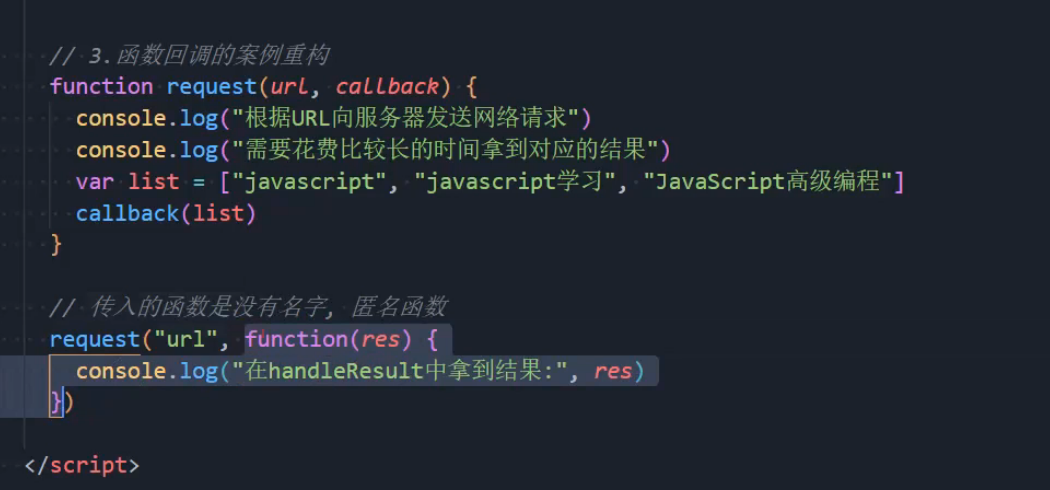 // 3.函数回调的案例重构
function request(url, callback) {
console.log("根据URL向服务器发送网络请求")
console.log("需要花费比较长的时间拿到对应的结果")
var list = ["javascript", "javascript学习", "JavaScript高级编程"]
callback(list)
}
// 传入的函数是没有名字, 匿名函数
request("url", function(res) {
console.log("在handleResult中拿到结果:", res)
})
</script>